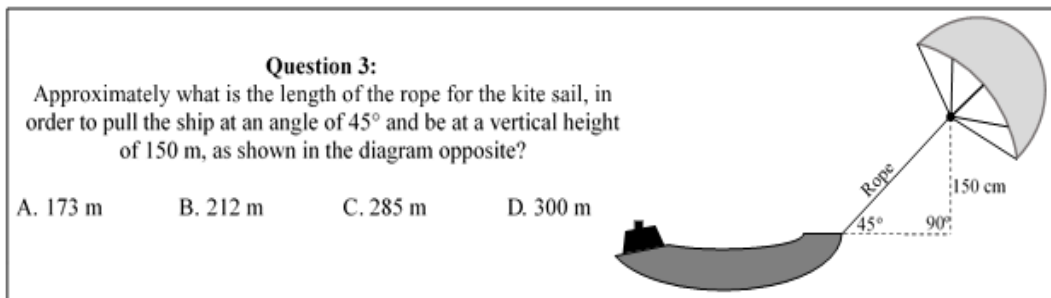 Question 3:
Approximately what is the length of the rope for the kite sail, in
order to pull the ship at an angle of 45° and be at a vertical height
of 150 m, as shown in the diagram opposite?
A. 173 m B. 212 m C. 285 m D. 300 m
Rope
150 cm
45° 90°